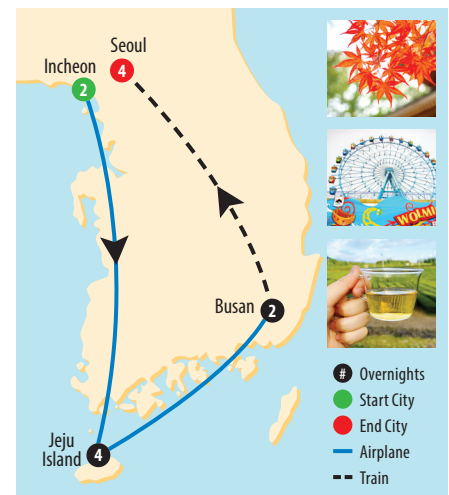 Seoul
4
Incheon
2
Busan 2
Jeju
Island 4
WOLMI
# Overnights
Start City
End City
Airplane
Train